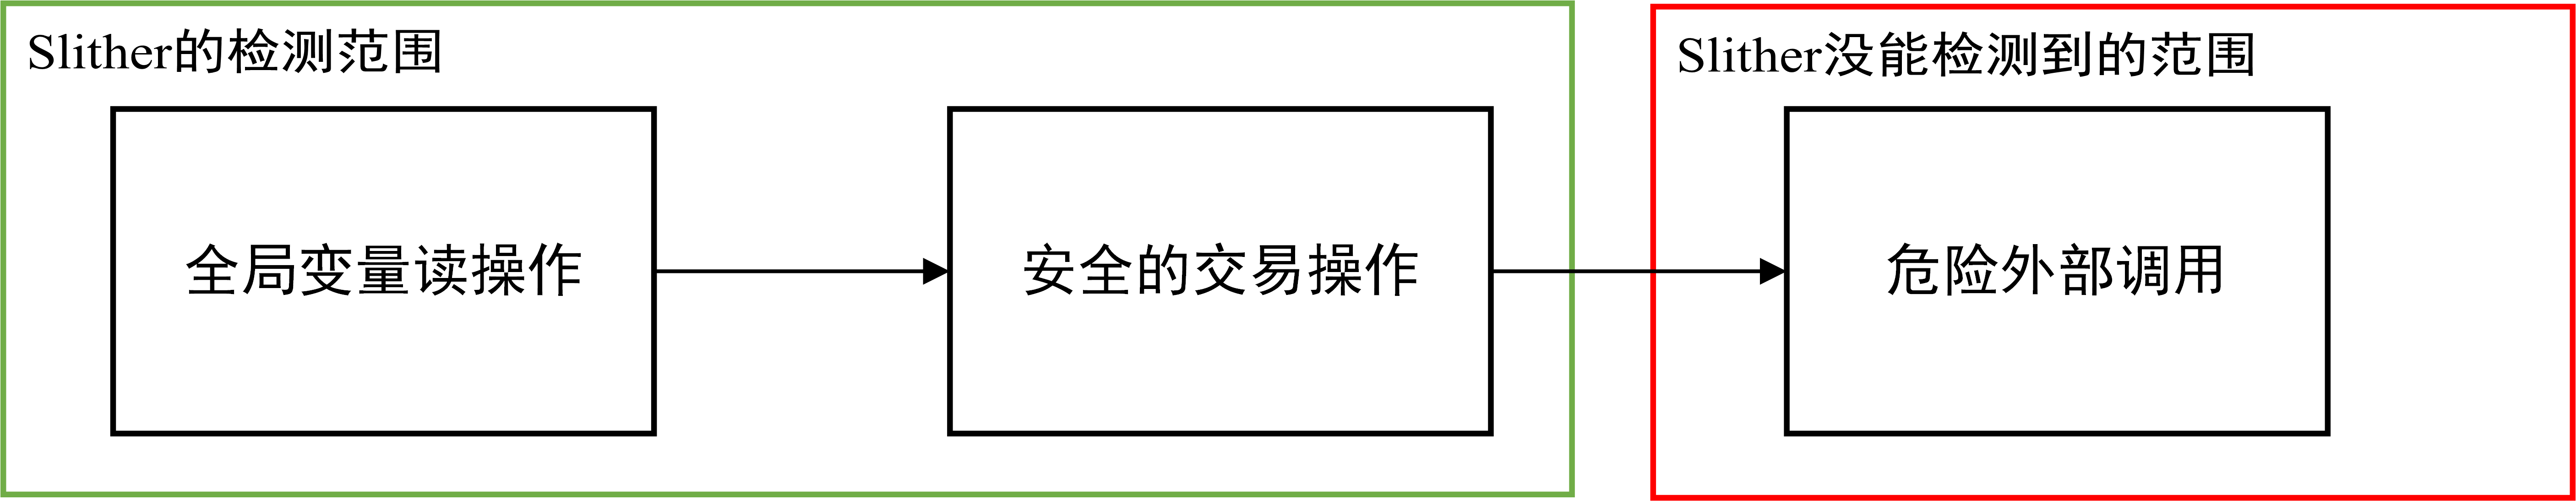 Slither的检测范围
Slither没能检测到的范围
全局变量读操作
安全的交易操作
危险外部调用